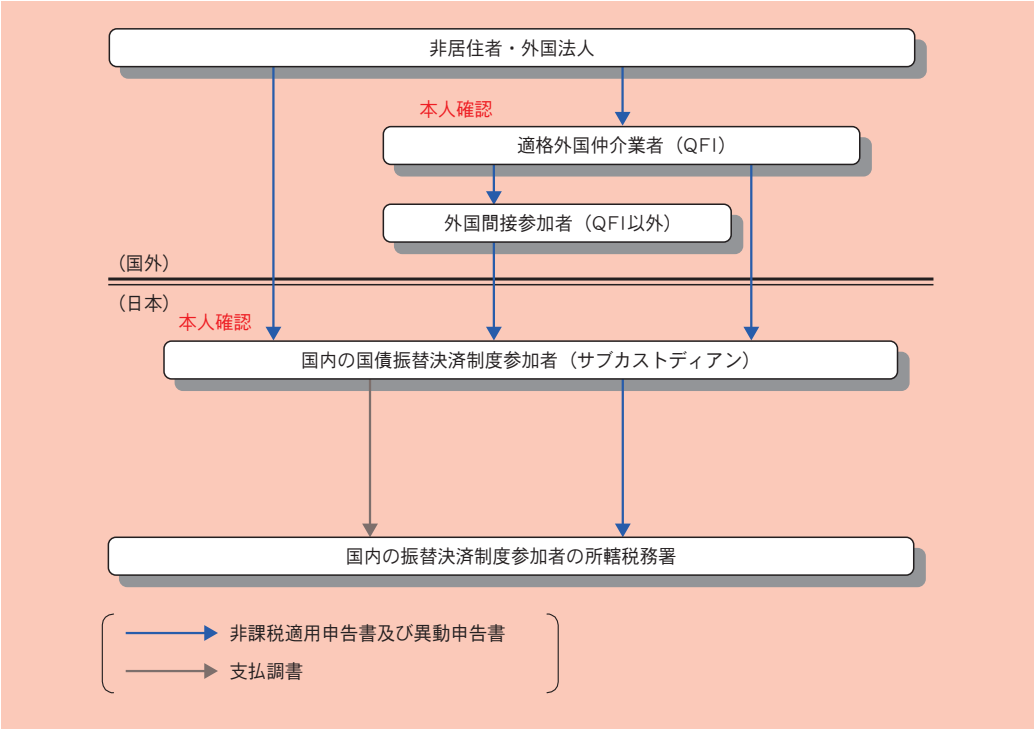 非居住者・外国法人
本人確認
適格外国仲介業者（QFI）
外国間接参加者（QFI以外）
（国外）
（日本）
本人確認
国内の国債振替決済制度参加者（サブカストディアン）
国内の振替決済制度参加者の所轄税務署
非課税適用申告書及び異動申告書
支払調書